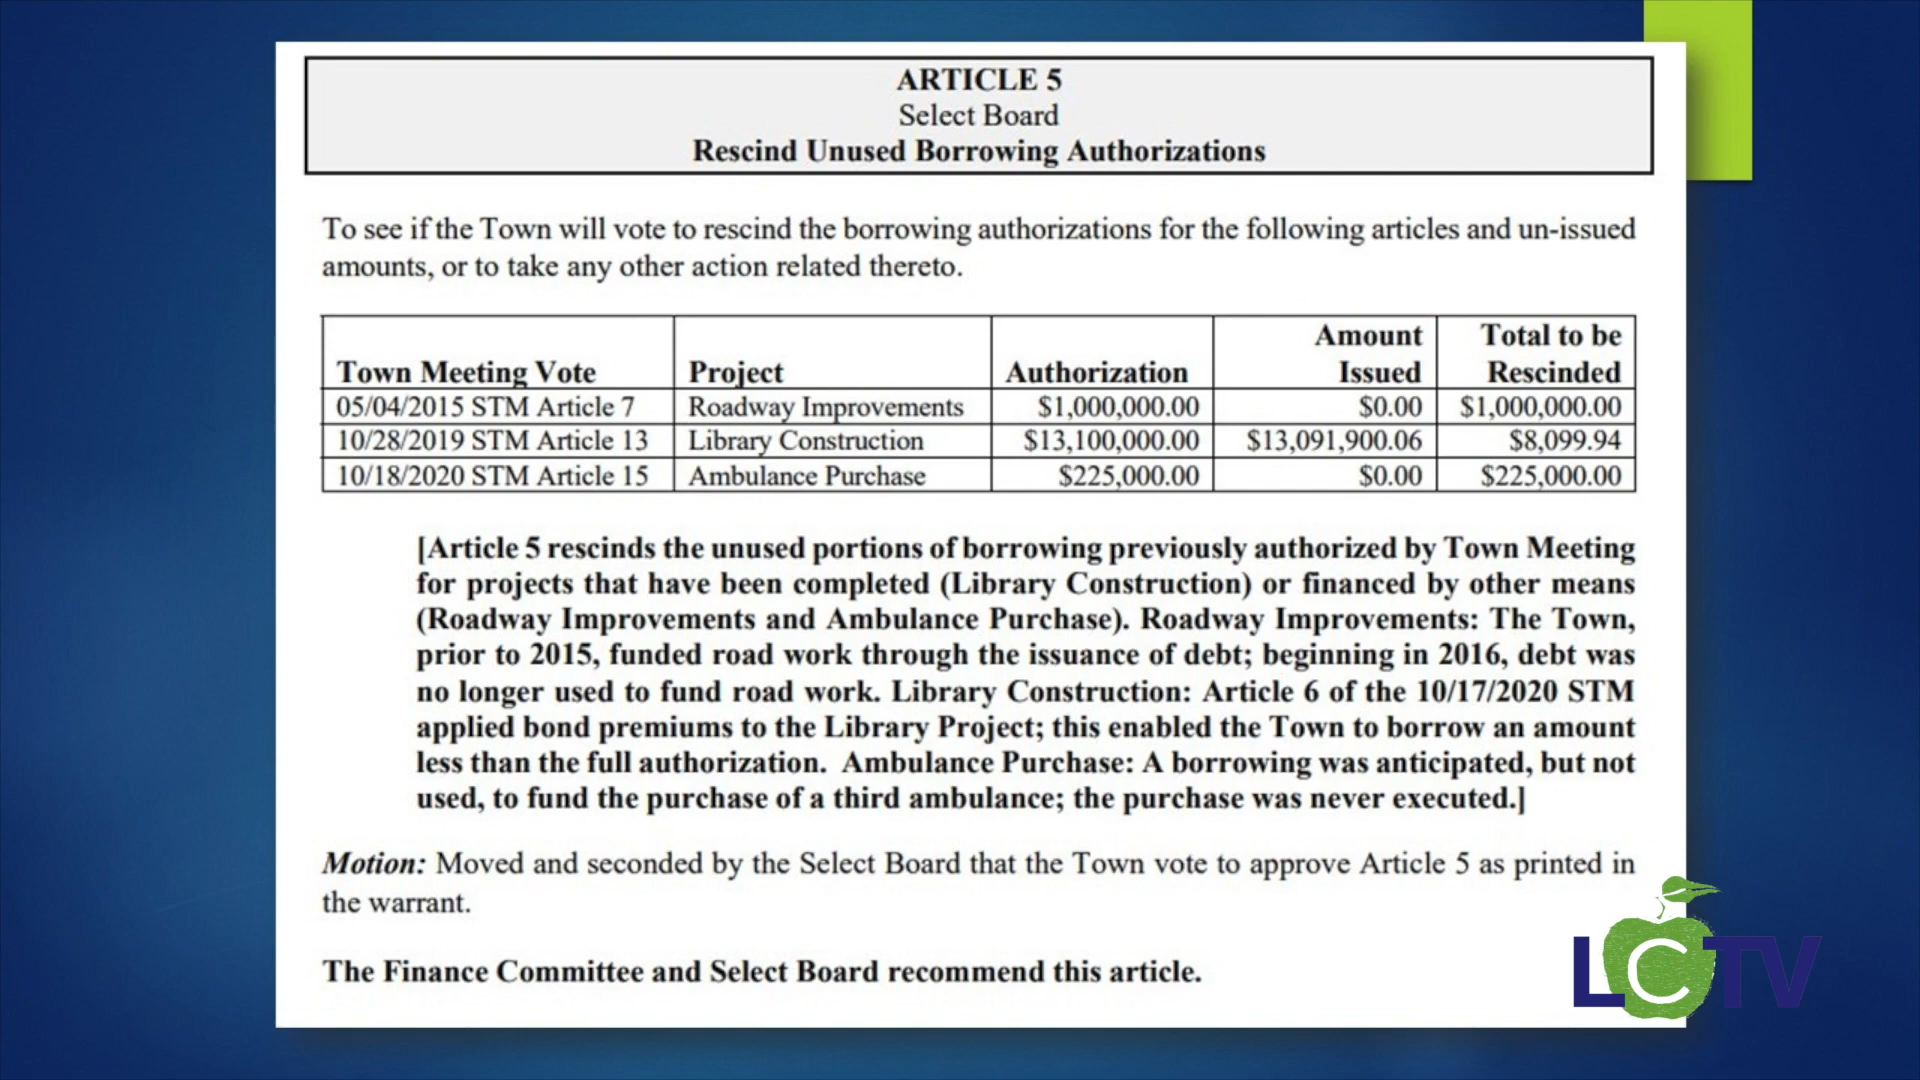 ARTICLE 5
Select Board
Rescind Unused Borrowing Authorizations
To see if the Town will vote to rescind the borrowing authorizations for the following articles and un-issued
amounts, or to take any other action related thereto.
Town Meeting Vote Project Authorization Amount Issued Total to be Rescinded
05/04/2015 STM Article 7 Roadway Improvements $1,000,000.00 $0.00 $1,000,000.00
10/28/2019 STM Article 13 Library Construction $13,100,000.00 $13,091,900.06 $8,099.94
10/18/2020 STM Article 15 Ambulance Purchase $225,000.00 $0.00 $225,000.00
[Article 5 rescinds the unused portions of borrowing previously authorized by Town Meeting
for projects that have been completed (Library Construction) or financed by other means
(Roadway Improvements and Ambulance Purchase). Roadway Improvements: The Town,
prior to 2015, funded road work through the issuance of debt; beginning in 2016, debt was
no longer used to fund road work. Library Construction: Article 6 of the 10/17/2020 STM
applied bond premiums to the Library Project; this enabled the Town to borrow an amount
less than the full authorization. Ambulance Purchase: A borrowing was anticipated, but not
used, to fund the purchase of a third ambulance; the purchase was never executed.]
Motion: Moved and seconded by the Select Board that the Town vote to approve Article 5 as printed in
the warrant.
The Finance Committee and Select Board recommend this article.
LCTV